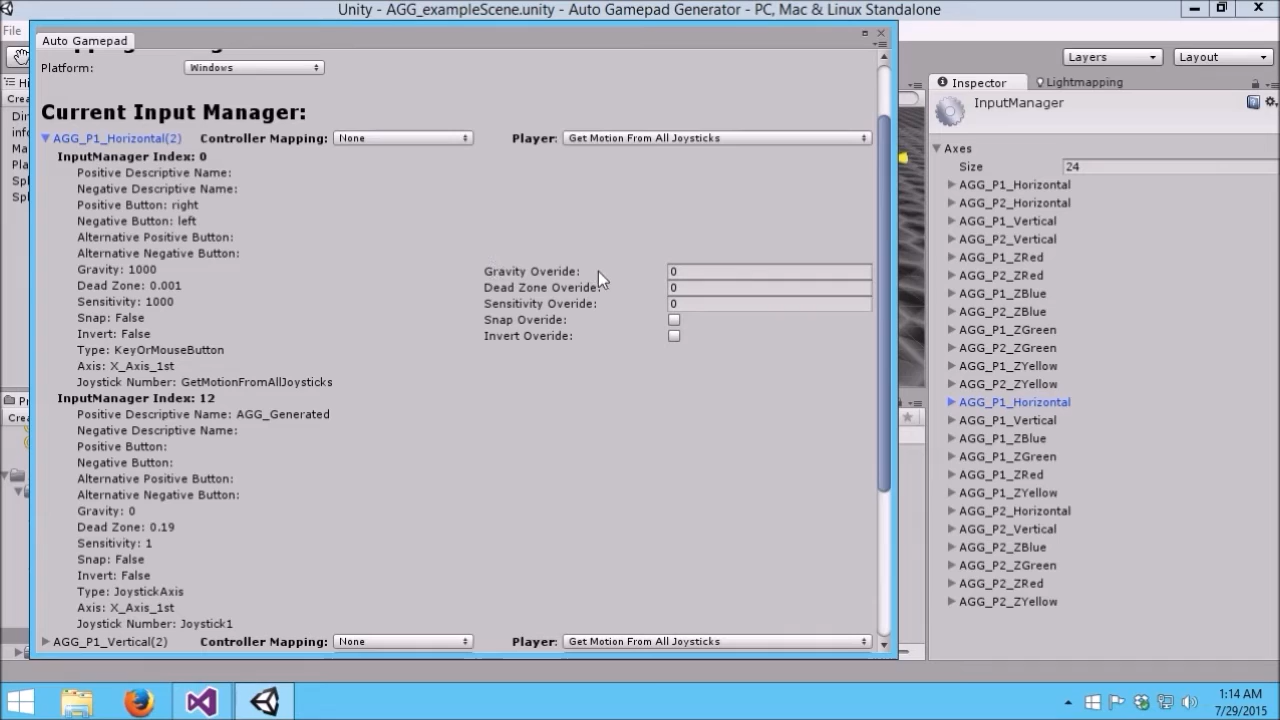 Unity - AGG_exampleScene.unity - Auto Gamepad Generator - PC, Mac & Linux Standalone
File
Auto Gamepad
Platform:
Windows
Layers
Layout
Inspector
Lightmapping
InputManager
Current Input Manager:
AGG_P1_Horizontal(2)
Controller Mapping:
None
Player:
Get Motion From All Joysticks
InputManager Index: 0
Positive Descriptive Name:
Negative Descriptive Name:
Positive Button: right
Negative Button: left
Alternative Positive Button:
Alternative Negative Button:
Gravity: 1000
Dead Zone: 0.001
Sensitivity: 1000
Snap: False
Invert: False
Type: KeyOrMouseButton
Axis: X_Axis_1st
Joystick Number: GetMotionFromAllJoysticks
Gravity Overide:
0
Dead Zone Overide:
0
Sensitivity Overide:
0
Snap Overide:
Invert Overide:
InputManager Index: 12
Positive Descriptive Name: AGG_Generated
Negative Descriptive Name:
Positive Button:
Negative Button:
Alternative Positive Button:
Alternative Negative Button:
Gravity: 0
Dead Zone: 0.19
Sensitivity: 1
Snap: False
Invert: False
Type: JoystickAxis
Axis: X_Axis_1st
Joystick Number: Joystick1
AGG_P1_Vertical(2)
Controller Mapping:
None
Player:
Get Motion From All Joysticks
Axes
Size
24
AGG_P1_Horizontal
AGG_P2_Horizontal
AGG_P1_Vertical
AGG_P2_Vertical
AGG_P1_ZRed
AGG_P2_ZRed
AGG_P1_ZBlue
AGG_P2_ZBlue
AGG_P1_ZGreen
AGG_P2_ZGreen
AGG_P1_ZYellow
AGG_P2_ZYellow
AGG_P1_Horizontal
AGG_P1_Vertical
AGG_P1_ZBlue
AGG_P1_ZGreen
AGG_P1_ZRed
AGG_P1_ZYellow
AGG_P2_Horizontal
AGG_P2_Vertical
AGG_P2_ZBlue
AGG_P2_ZGreen
AGG_P2_ZRed
AGG_P2_ZYellow
1:14 AM
7/29/2015